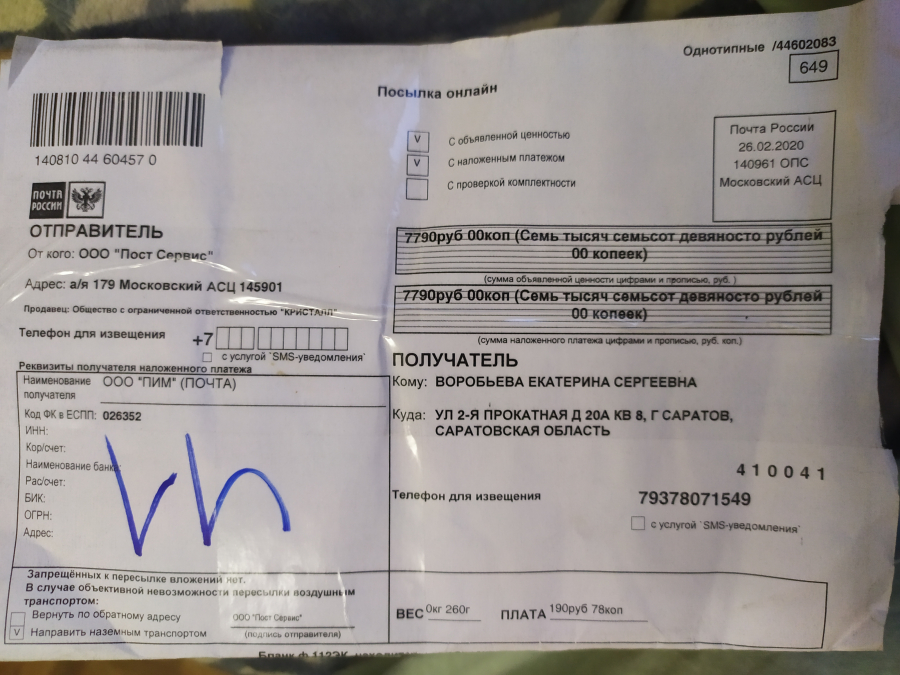 Однотипные /44602083
649
Посылка онлайн
140810 44 60457 0
V С объявленной ценностью
V С наложенным платежом
С проверкой комплектности
Почта России
26.02.2020
140961 ОПС
Московский АСЦ
ПОЧТА
РОССИИ
ОТПРАВИТЕЛЬ
От кого: ООО "Пост Сервис"
Адрес: а/я 179 Московский АСЦ 145901
Продавец: Общество с ограниченной ответственностью "КРИСТАЛЛ"
Телефон для извещения +7
с услугой `SMS-уведомления`
7790руб 00коп (Семь тысяч семьсот девяносто рублей
00 копеек)
(сумма объявленной ценности цифрами и прописью, руб. )
7790руб 00коп (Семь тысяч семьсот девяносто рублей
00 копеек)
(сумма наложенного платежа цифрами и прописью, руб. коп.)
Реквизиты получателя наложенного платежа
Наименование ООО "ПИМ" (ПОЧТА)
получателя
Код ФК в ЕСПП: 026352
ИНН:
Кор/счет:
Наименование банка:
Рас/счет:
БИК:
ОГРН:
Адрес:
ПОЛУЧАТЕЛЬ
Кому: ВОРОБЬЕВА ЕКАТЕРИНА СЕРГЕЕВНА
Куда: УЛ 2-Я ПРОКАТНАЯ Д 20А КВ 8, Г САРАТОВ,
САРАТОВСКАЯ ОБЛАСТЬ
410041
Телефон для извещения 79378071549
с услугой `SMS-уведомления`
Запрещённых к пересылке вложений нет.
В случае объективной невозможности пересылки воздушным
транспортом:
Вернуть по обратному адресу ООО "Пост Сервис"
V Направить наземным транспортом (подпись отправителя)
ВЕС 0кг 260г ПЛАТА 190руб 78коп
Бланк ф.